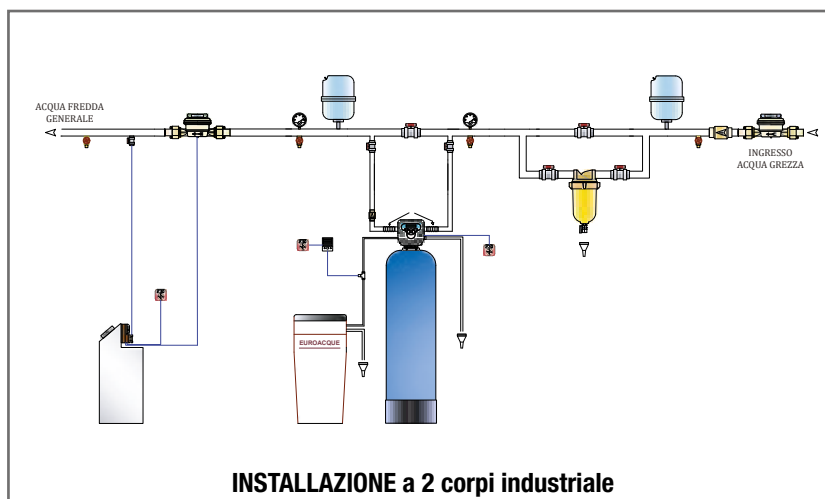 ACQUA FREDDA
GENERALE
INGRESSO
ACQUA GREZZA
EUROACQUE
INSTALLAZIONE a 2 corpi industriale